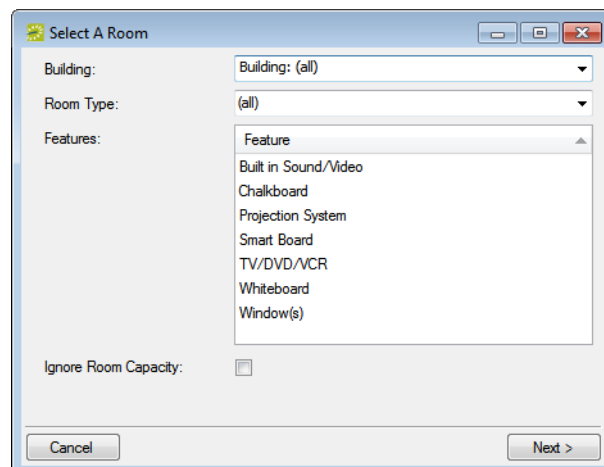 Select A Room
Building: Building: (all)
Room Type: (all)
Features: Feature
Built in Sound/Video
Chalkboard
Projection System
Smart Board
TV/DVD/VCR
Whiteboard
Window(s)
Ignore Room Capacity:
Cancel Next >